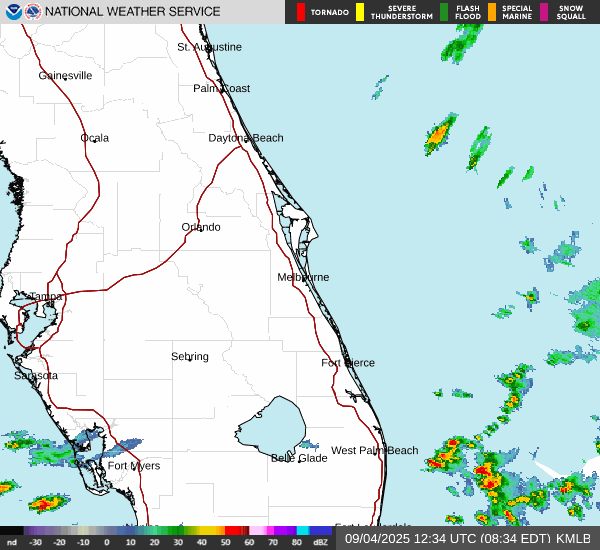 NATIONAL WEATHER SERVICE
TORNADO
SEVERE
THUNDERSTORM
FLASH
FLOOD
SPECIAL
MARINE
SNOW
SQUALL
St. Augustine
Gainesville
Palm Coast
Ocala
Daytona Beach
Orlando
Melbourne
Tampa
Sebring
Fort Pierce
Sarasota
West Palm Beach
Belle Glade
Fort Myers
nd -30 -20 -10 0 10 20 30 40 50 60 70 80 dBZ
09/04/2025 12:34 UTC (08:34 EDT) KMLB